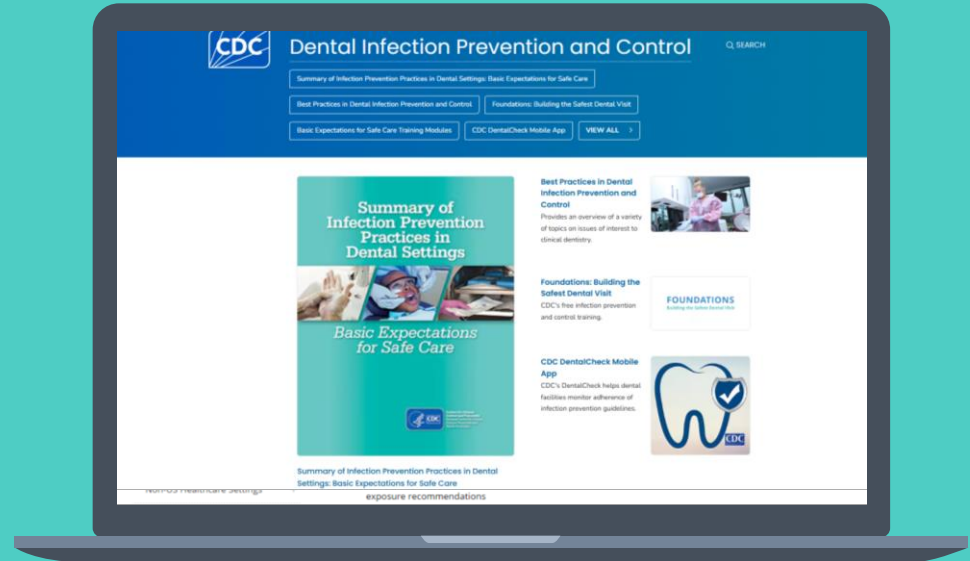 CDC
Dental Infection Prevention and Control
SEARCH
Summary of Infection Prevention Practices in Dental Settings: Basic Expectations for Safe Care
Best Practices in Dental Infection Prevention and Control
Foundations: Building the Safest Dental Visit
Basic Expectations for Safe Care Training Modules
CDC DentalCheck Mobile App
VIEW ALL >
Summary of
Infection Prevention
Practices in
Dental Settings
Basic Expectations
for Safe Care
CDC
Summary of Infection Prevention Practices in Dental
Settings: Basic Expectations for Safe Care
Best Practices in Dental
Infection Prevention and
Control
Provides an overview of a variety
of topics on issues of interest to
clinical dentistry.
Foundations: Building the
Safest Dental Visit
CDC's free infection prevention
and control training.
FOUNDATIONS
Building the Safest Dental Visit
CDC DentalCheck Mobile
App
CDC's DentalCheck helps dental
facilities monitor adherence of
infection prevention guidelines.
CDC
Non-US Healthcare Settings
exposure recommendations